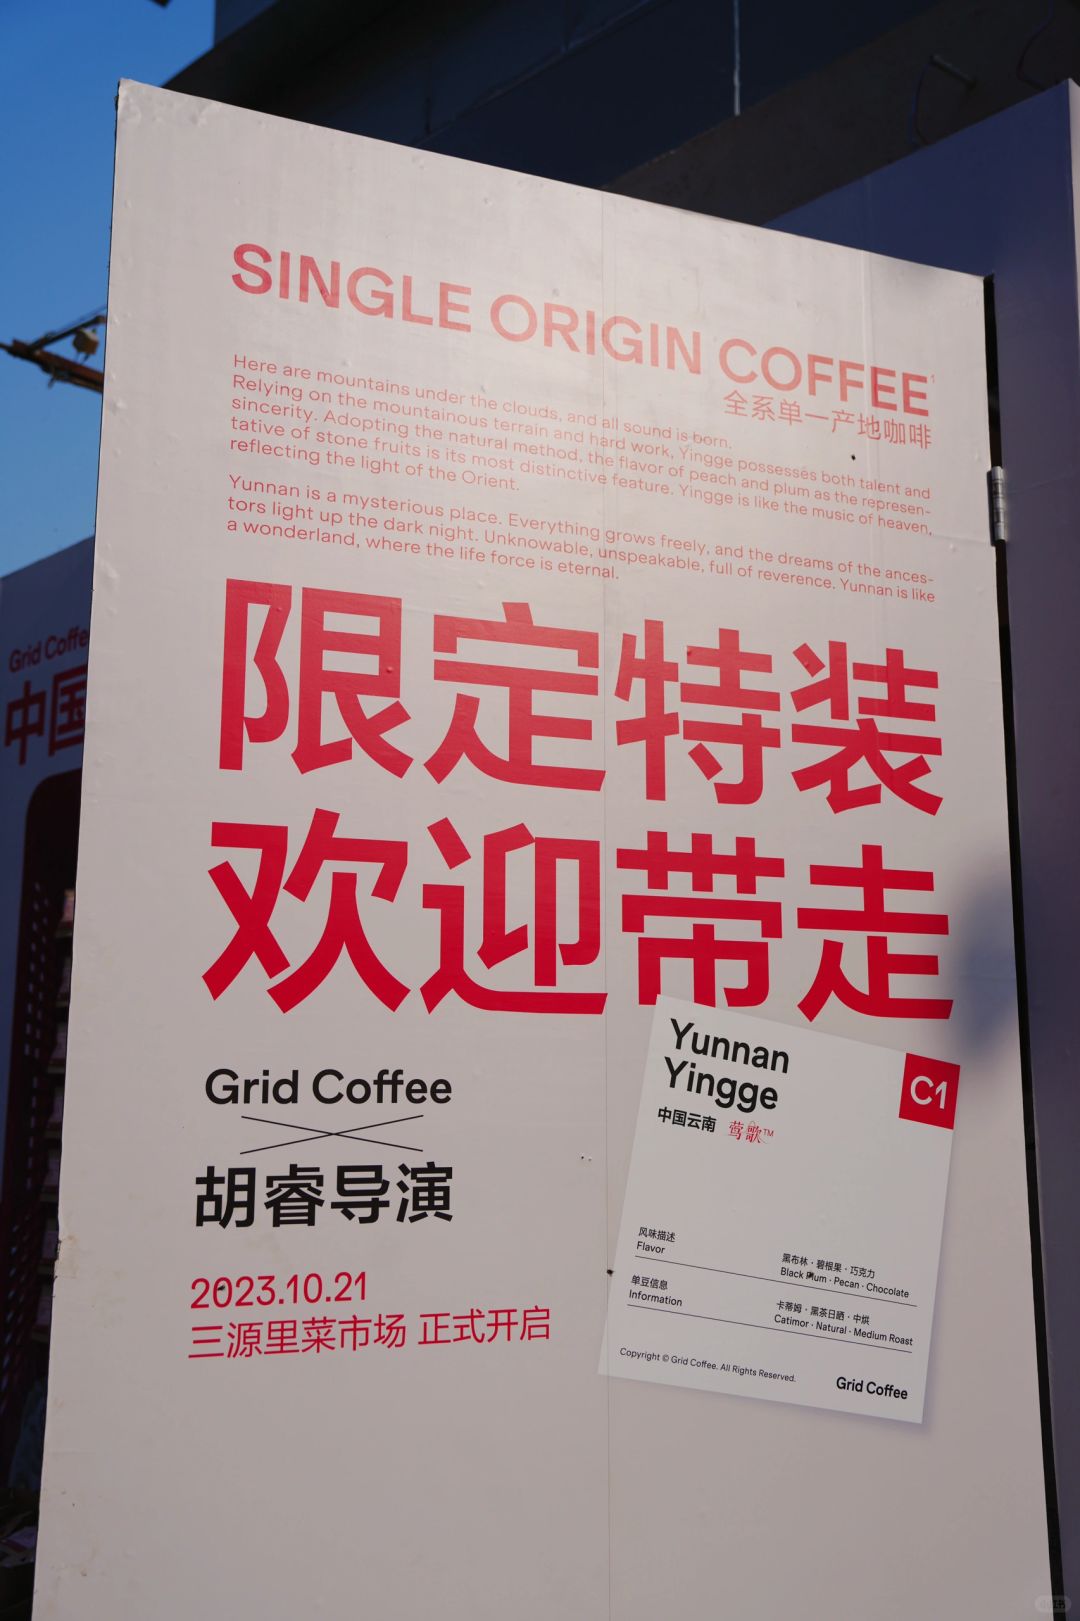 SINGLE ORIGIN COFFEE
全系单一产地咖啡
Here are mountains under the clouds, and all sound is born.
Relying on the mountainous terrain and hard work, Yingge possesses both talent and
sincerity. Adopting the natural method, the flavor of peach and plum as the represen-
tative of stone fruits is its most distinctive feature. Yingge is like the music of heaven,
reflecting the light of the Orient.
Yunnan is a mysterious place. Everything grows freely, and the dreams of the ances-
tors light up the dark night. Unknowable, unspeakable, full of reverence. Yunnan is like
a wonderland, where the life force is eternal.
限定特装
欢迎带走
Grid Coffee
胡睿导演
2023.10.21
三源里菜市场 正式开启
Yunnan
Yingge
中国云南 莺歌™
C1
风味描述
Flavor
黑布林·碧根果·巧克力
Black Plum · Pecan · Chocolate
单豆信息
Information
卡蒂姆·黑茶日晒·中烘
Catimor · Natural · Medium Roast
Copyright © Grid Coffee. All Rights Reserved.
Grid Coffee
Grid Coffee
中国